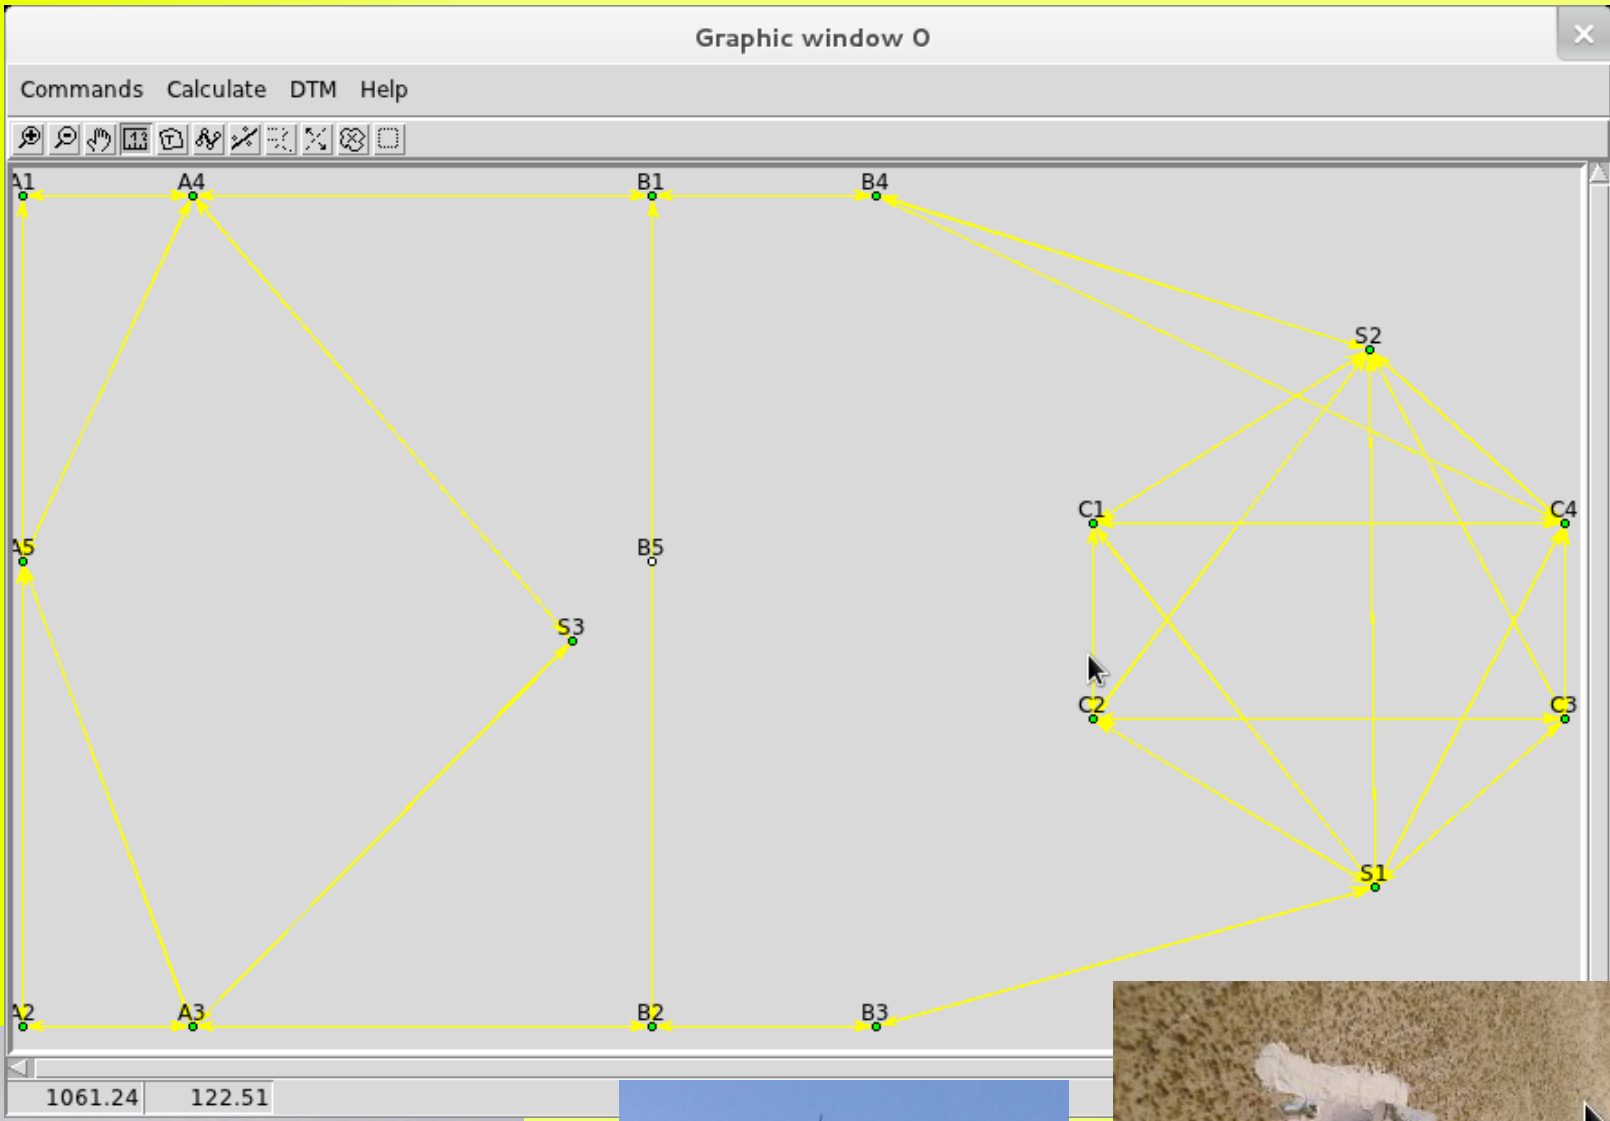 Graphic window 0
Commands Calculate DTM Help
A1 A4 B1 B4
S2
C1 C4
A5 B5
S3
C2 C3
S1
A2 A3 B2 B3
1061.24 122.51